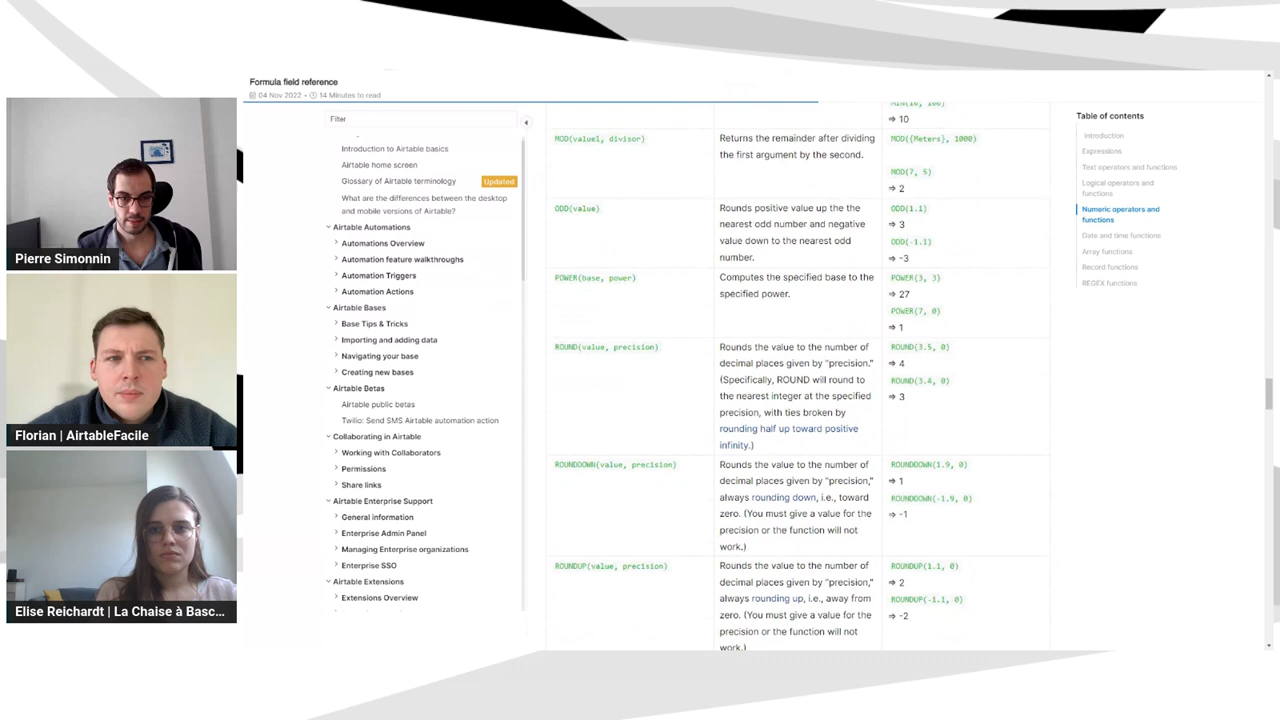 Formula field reference
04 Nov 2022 • 14 Minutes to read
Pierre Simonnin
Florian | AirtableFacile
Elise Reichardt | La Chaise à Basc...
Filter
Introduction to Airtable basics
Airtable home screen
Glossary of Airtable terminology Updated
What are the differences between the desktop
and mobile versions of Airtable?
Airtable Automations
Automations Overview
Automation feature walkthroughs
Automation Triggers
Automation Actions
Airtable Bases
Base Tips & Tricks
Importing and adding data
Navigating your base
Creating new bases
Airtable Betas
Airtable public betas
Twilio: Send SMS Airtable automation action
Collaborating in Airtable
Working with Collaborators
Permissions
Share links
Airtable Enterprise Support
General information
Enterprise Admin Panel
Managing Enterprise organizations
Enterprise SSO
Airtable Extensions
Extensions Overview
MIN(10, 100)
⇒ 10
MOD(value1, divisor)
Returns the remainder after dividing
the first argument by the second.
MOD({Meters}, 1000)
MOD(7, 5)
⇒ 2
ODD(value)
Rounds positive value up the the
nearest odd number and negative
value down to the nearest odd
number.
ODD(1.1)
⇒ 3
ODD(-1.1)
⇒ -3
POWER(base, power)
Computes the specified base to the
specified power.
POWER(3, 3)
⇒ 27
POWER(7, 0)
⇒ 1
ROUND(value, precision)
Rounds the value to the number of
decimal places given by "precision."
(Specifically, ROUND will round to
the nearest integer at the specified
precision, with ties broken by
rounding half up toward positive
infinity.)
ROUND(3.5, 0)
⇒ 4
ROUND(3.4, 0)
⇒ 3
ROUNDDOWN(value, precision)
Rounds the value to the number of
decimal places given by "precision,"
always rounding down, i.e., toward
zero. (You must give a value for the
precision or the function will not
work.)
ROUNDDOWN(1.9, 0)
⇒ 1
ROUNDDOWN(-1.9, 0)
⇒ -1
ROUNDUP(value, precision)
Rounds the value to the number of
decimal places given by "precision,"
always rounding up, i.e., away from
zero. (You must give a value for the
precision or the function will not
work.)
ROUNDUP(1.1, 0)
⇒ 2
ROUNDUP(-1.1, 0)
⇒ -2
Table of contents
Introduction
Expressions
Text operators and functions
Logical operators and
functions
Numeric operators and
functions
Date and time functions
Array functions
Record functions
REGEX functions